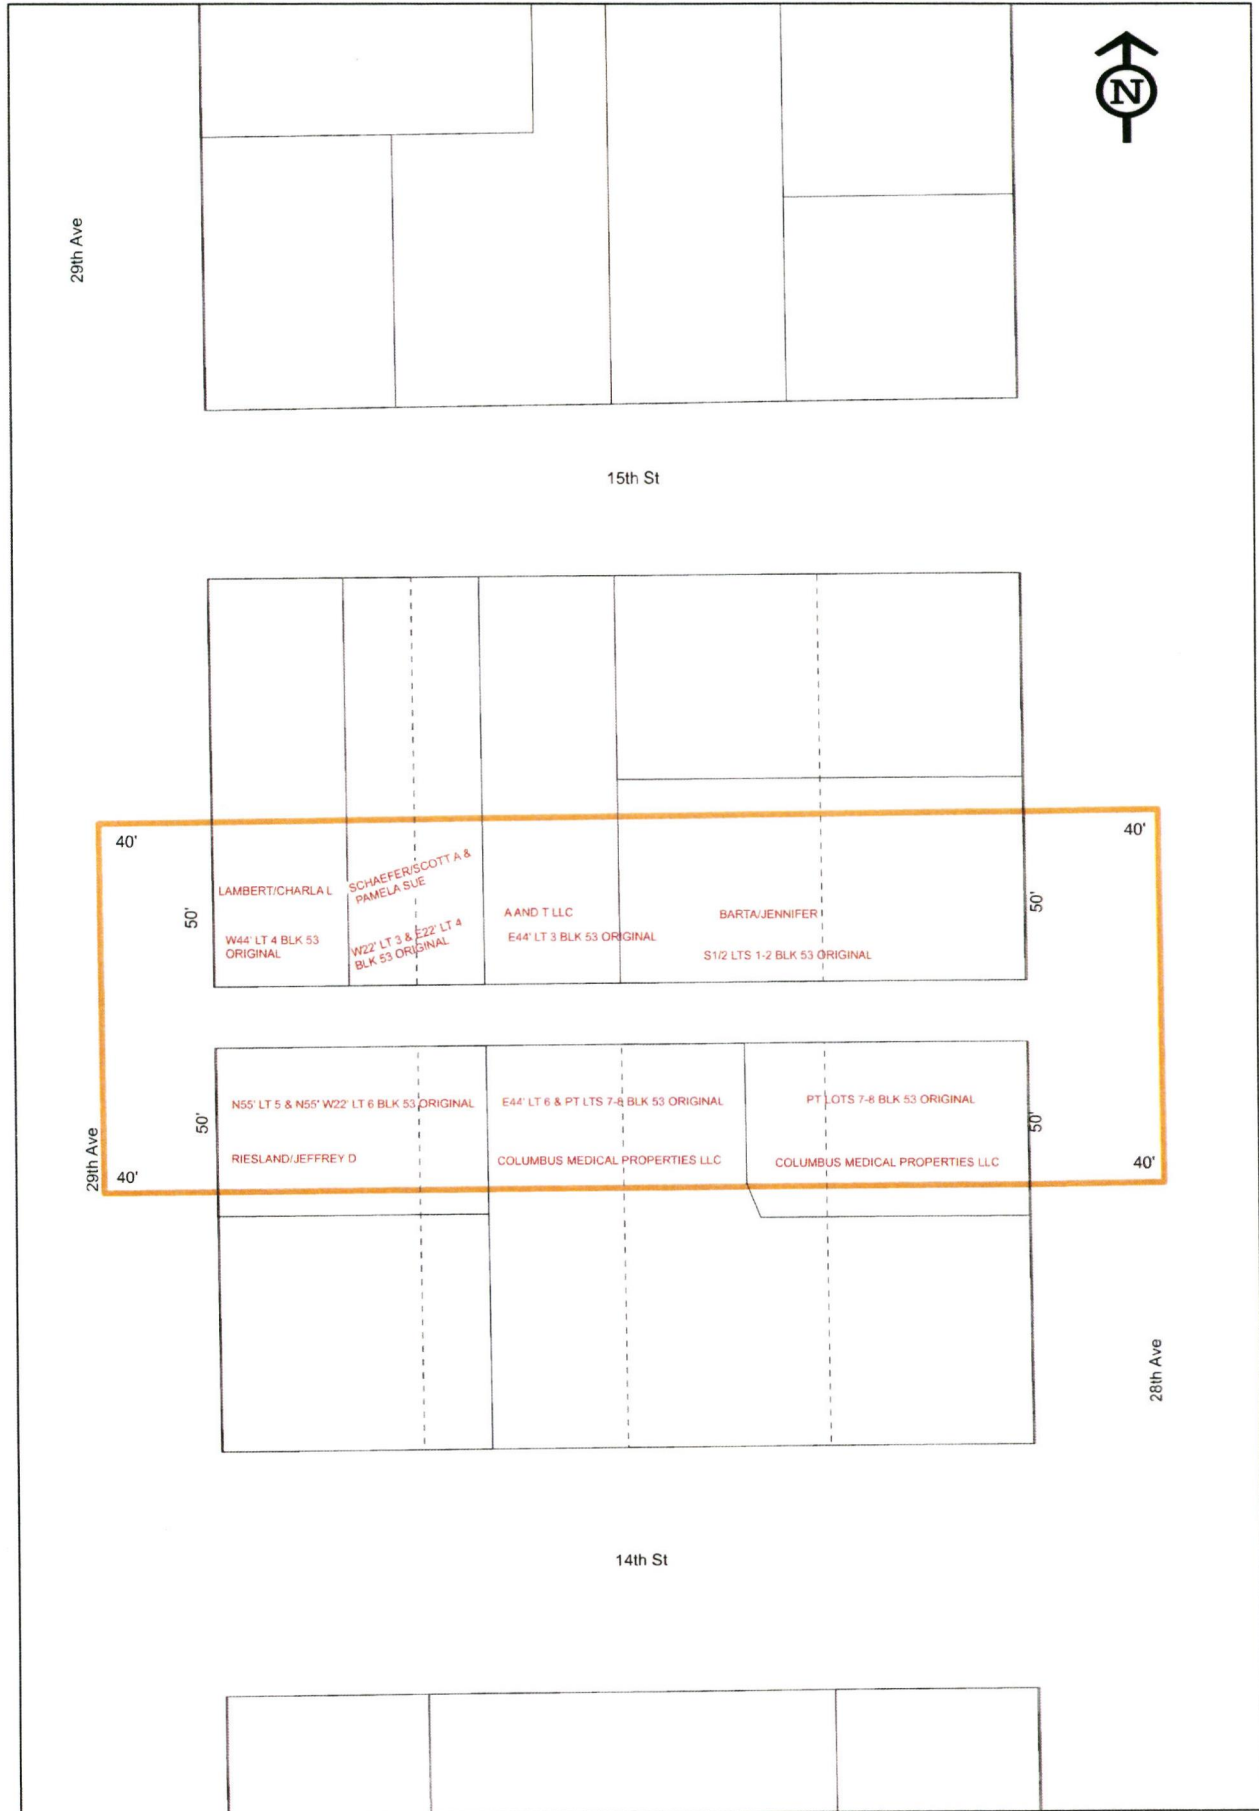 N
29th Ave
15th St
40'
40'
LAMBERT/CHARLA L
SCHAEFER/SCOTT A &
PAMELA SUE
50'
50'
A AND T LLC
BARTA/JENNIFER
W44' LT 4 BLK 53
ORIGINAL
W22' LT 3 & E22' LT 4
BLK 53 ORIGINAL
E44' LT 3 BLK 53 ORIGINAL
S1/2 LTS 1-2 BLK 53 ORIGINAL
N55' LT 5 & N55' W22' LT 6 BLK 53 ORIGINAL
E44' LT 6 & PT LTS 7-8 BLK 53 ORIGINAL
PT LOTS 7-8 BLK 53 ORIGINAL
50'
50'
29th Ave
RIESLAND/JEFFREY D
COLUMBUS MEDICAL PROPERTIES LLC
COLUMBUS MEDICAL PROPERTIES LLC
40'
40'
28th Ave
14th St